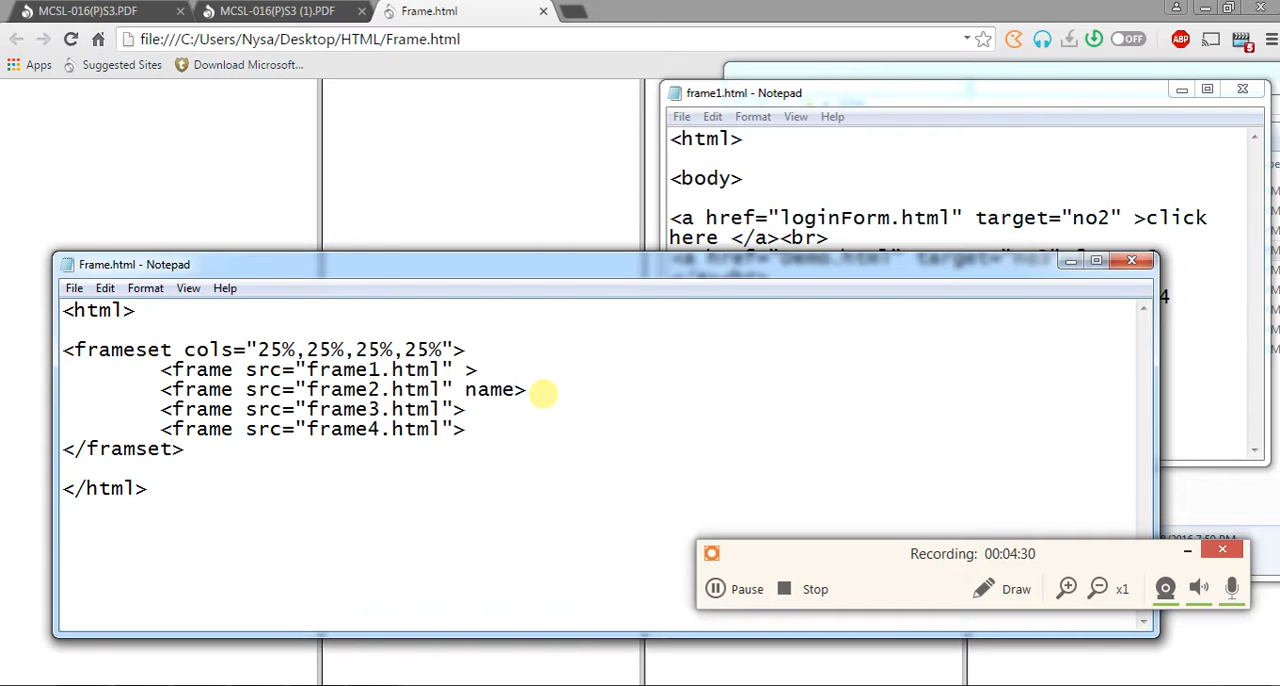 MCSL-016(P)S3.PDF
MCSL-016(P)S3 (1).PDF
Frame.html
file:///C:/Users/Nysa/Desktop/HTML/Frame.html
OFF
ABP
5
Apps
Suggested Sites
Download Microsoft...
frame1.html - Notepad
File Edit Format View Help
<html>
<body>
<a href="loginForm.html" target="no2" >click
here </a><br>
4
Frame.html - Notepad
File Edit Format View Help
<html>
<frameset cols="25%,25%,25%,25%">
<frame src="frame1.html" >
<frame src="frame2.html" name>
<frame src="frame3.html">
<frame src="frame4.html">
</framset>
</html>
Recording: 00:04:30
Pause
Stop
Draw
x1